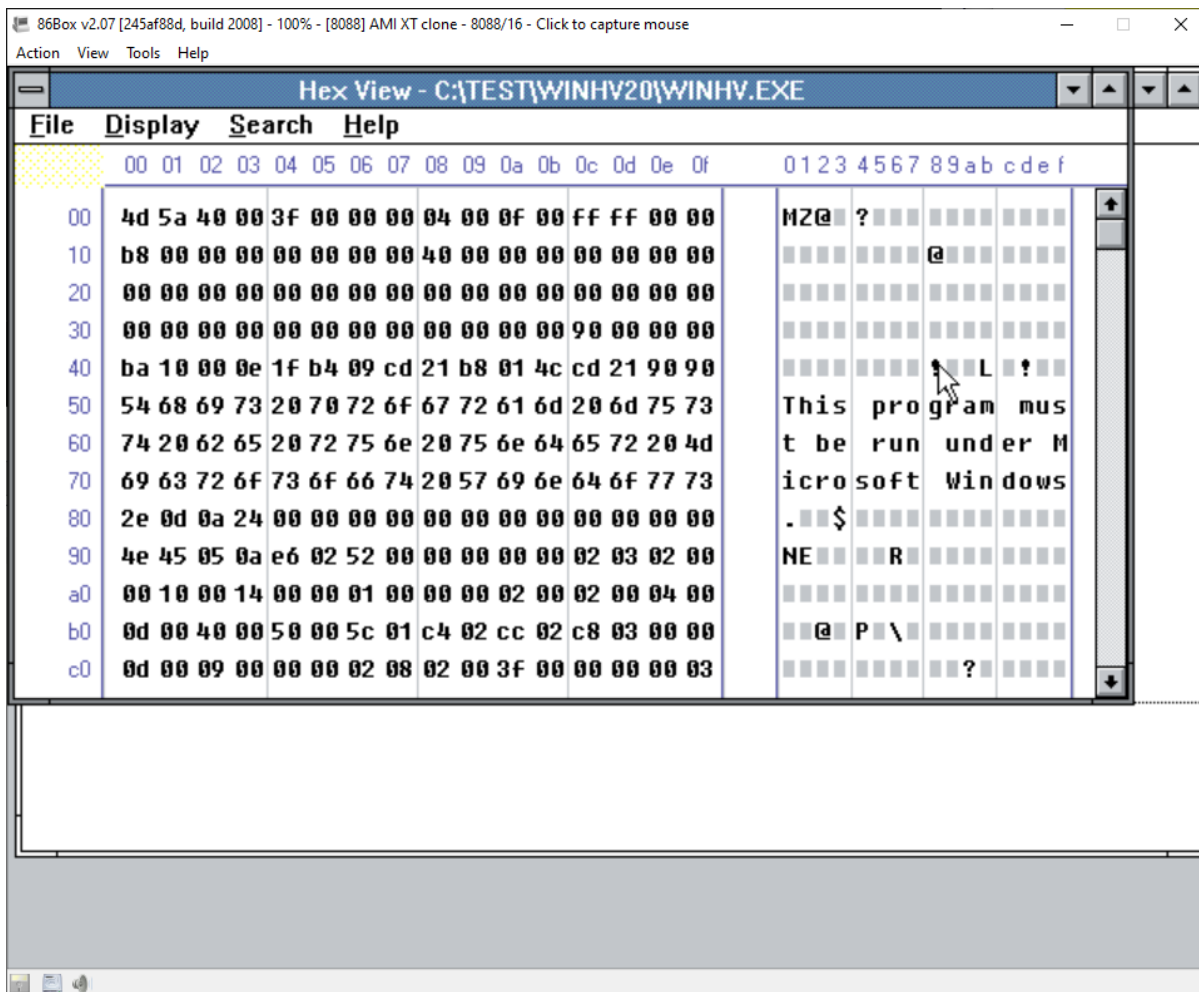 86Box v2.07 [245af88d, build 2008] - 100% - [8088] AMI XT clone - 8088/16 - Click to capture mouse
Action View Tools Help
Hex View - C:\TEST\WINHV20\WINHV.EXE
File Display Search Help
00 01 02 03 04 05 06 07 08 09 0a 0b 0c 0d 0e 0f 0123 4567 89ab cdef
00 4d 5a 40 00 3f 00 00 00 04 00 0f 00 ff ff 00 00 MZ@ ?
10 b8 00 00 00 00 00 00 00 40 00 00 00 00 00 00 00 @
20 00 00 00 00 00 00 00 00 00 00 00 00 00 00 00 00
30 00 00 00 00 00 00 00 00 00 00 00 00 90 00 00 00
40 ba 10 00 0e 1f b4 09 cd 21 b8 01 4c cd 21 90 90 ! L !
50 54 68 69 73 20 70 72 6f 67 72 61 6d 20 6d 75 73 This program mus
60 74 20 62 65 20 72 75 6e 20 75 6e 64 65 72 20 4d t be run under M
70 69 63 72 6f 73 6f 66 74 20 57 69 6e 64 6f 77 73 icrosoft Windows
80 2e 0d 0a 24 00 00 00 00 00 00 00 00 00 00 00 00 . $
90 4e 45 05 0a e6 02 52 00 00 00 00 00 02 03 02 00 NE R
a0 00 10 00 14 00 00 01 00 00 00 02 00 02 00 04 00
b0 0d 00 40 00 50 00 5c 01 c4 02 cc 02 c8 03 00 00 @ P \
c0 0d 00 09 00 00 00 02 08 02 00 3f 00 00 00 00 03 ?